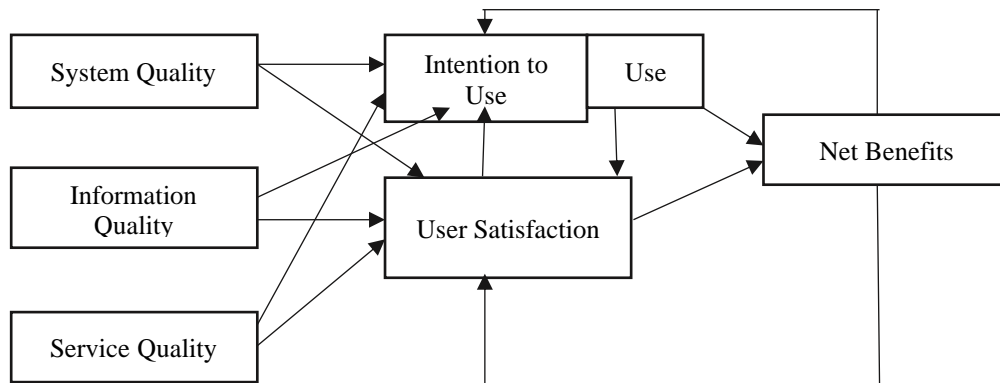 System Quality
Intention to
Use
Use
Net Benefits
Information
Quality
User Satisfaction
Service Quality